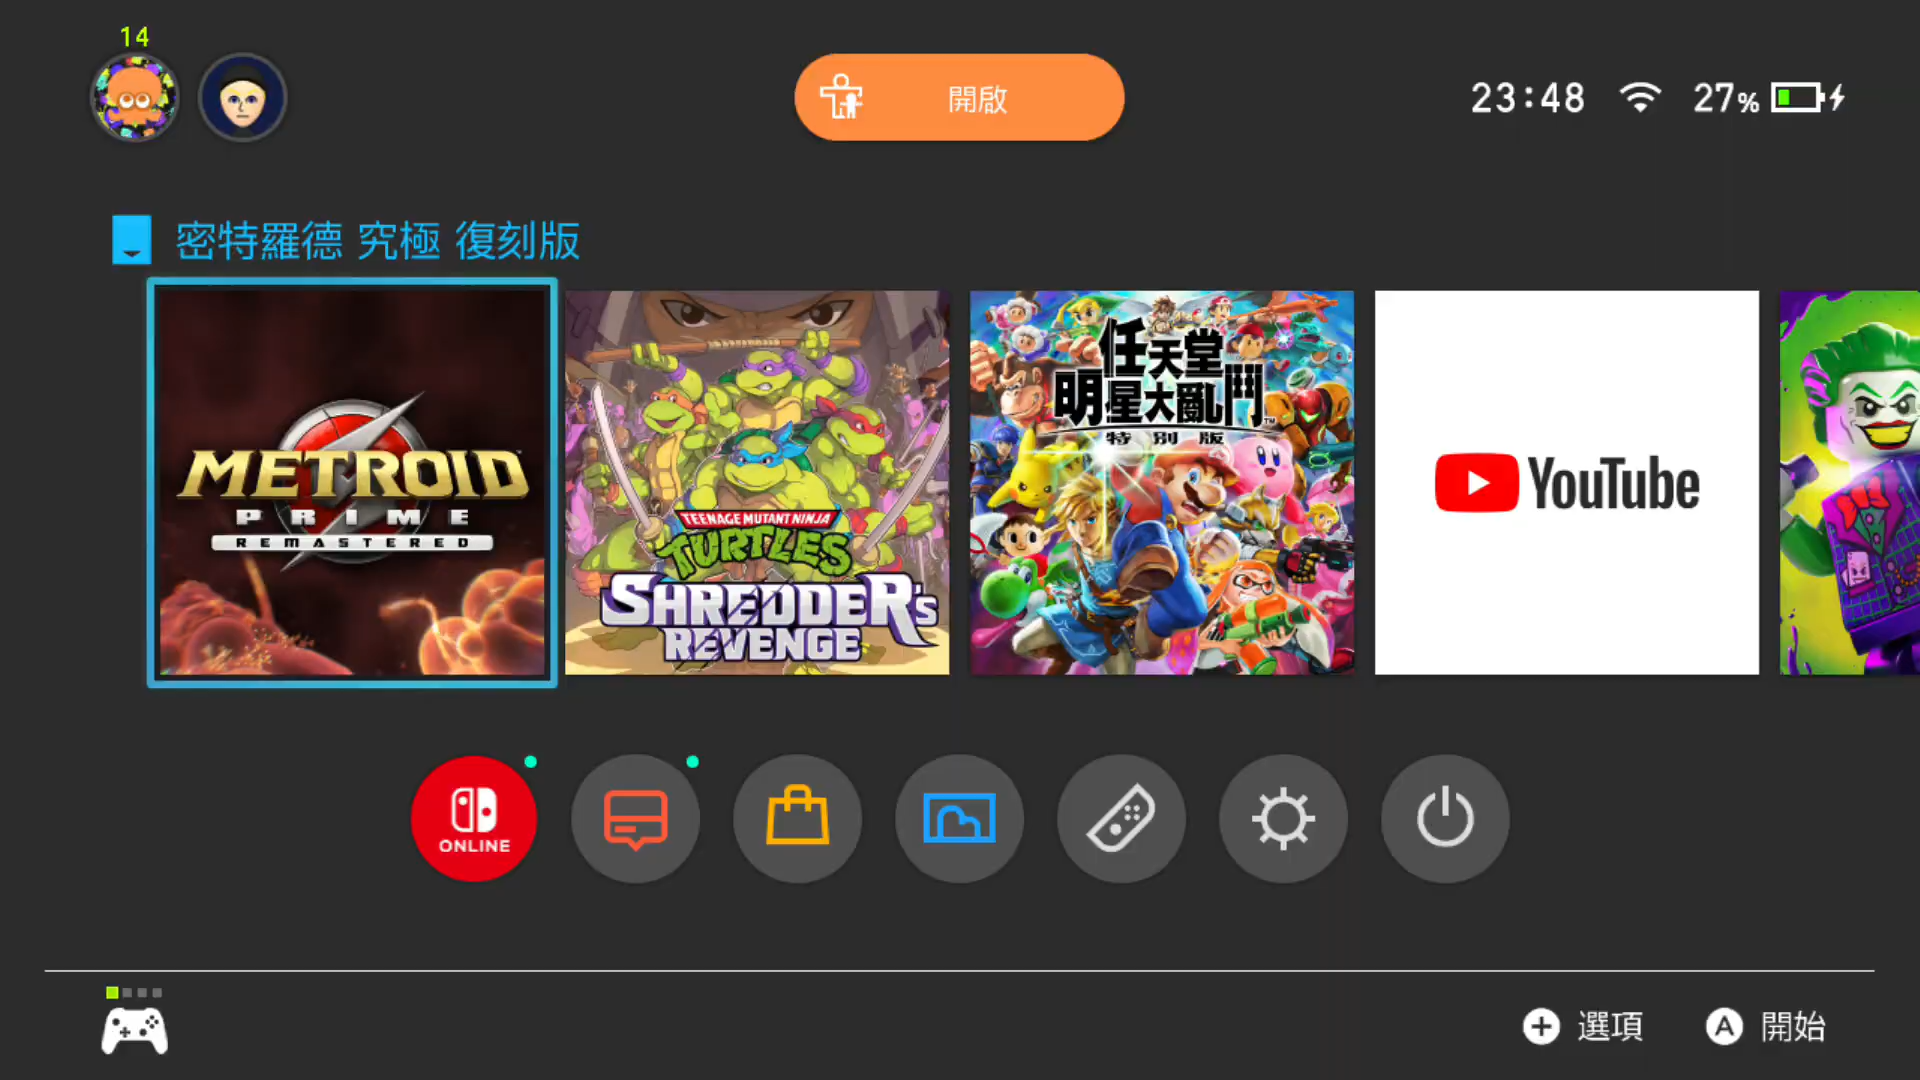 14
開啟
23:48
27%
密特羅德 究極 復刻版
METROID
PRIME
REMASTERED
TEENAGE MUTANT NINJA
TURTLES
SHREDDER'S
REVENGE
任天堂
明星大亂鬥™
特別版
YouTube
ONLINE
選項
A 開始